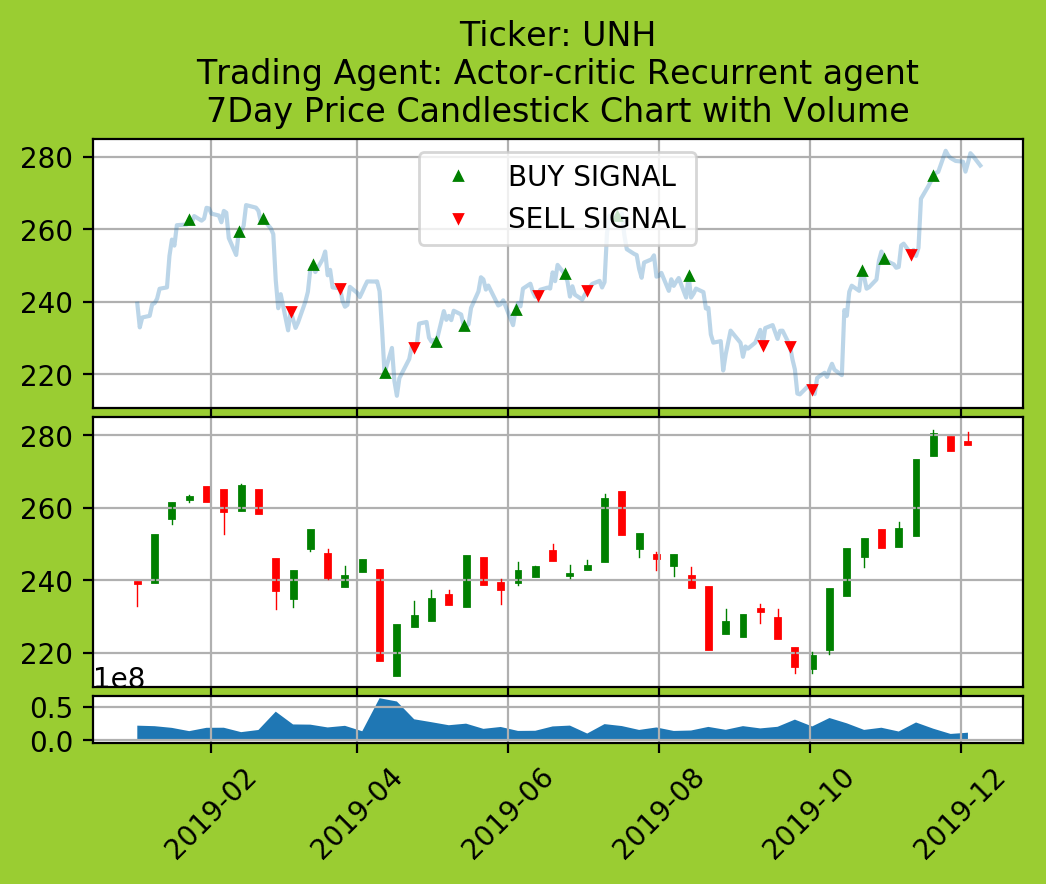 Ticker: UNH
Trading Agent: Actor-critic Recurrent agent
7Day Price Candlestick Chart with Volume
280
260
240
220
BUY SIGNAL
SELL SIGNAL
280
260
240
220
1e8
0.5
0.0
2019-02
2019-04
2019-06
2019-08
2019-10
2019-12